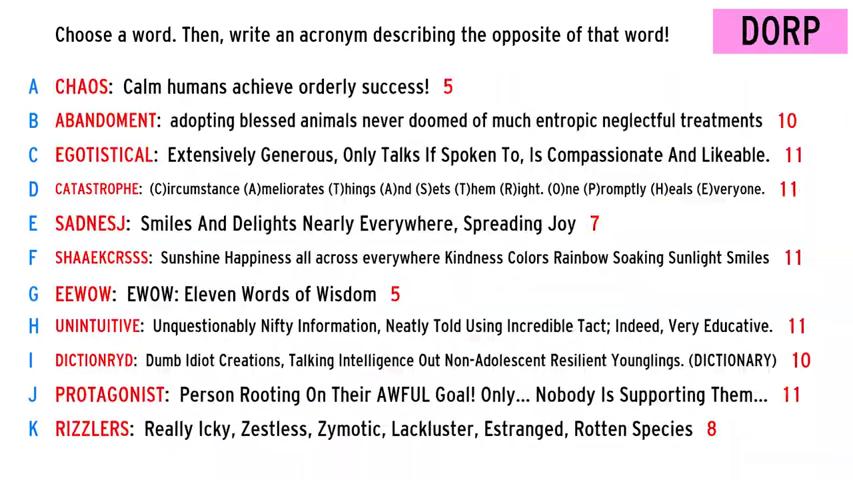 Choose a word. Then, write an acronym describing the opposite of that word!
DORP
A CHAOS: Calm humans achieve orderly success! 5
B ABANDOMENT: adopting blessed animals never doomed of much entropic neglectful treatments 10
C EGOTISTICAL: Extensively Generous, Only Talks If Spoken To, Is Compassionate And Likeable. 11
D CATASTROPHE: (C)ircumstance (A)meliorates (T)hings (A)nd (S)ets (T)hem (R)ight. (O)ne (P)romptly (H)eals (E)veryone. 11
E SADNESJ: Smiles And Delights Nearly Everywhere, Spreading Joy 7
F SHAAEKCRSSS: Sunshine Happiness all across everywhere Kindness Colors Rainbow Soaking Sunlight Smiles 11
G EEWOW: EWOW: Eleven Words of Wisdom 5
H UNINTUITIVE: Unquestionably Nifty Information, Neatly Told Using Incredible Tact; Indeed, Very Educative. 11
I DICTIONRYD: Dumb Idiot Creations, Talking Intelligence Out Non-Adolescent Resilient Younglings. (DICTIONARY) 10
J PROTAGONIST: Person Rooting On Their AWFUL Goal! Only... Nobody Is Supporting Them... 11
K RIZZLERS: Really Icky, Zestless, Zymotic, Lackluster, Estranged, Rotten Species 8